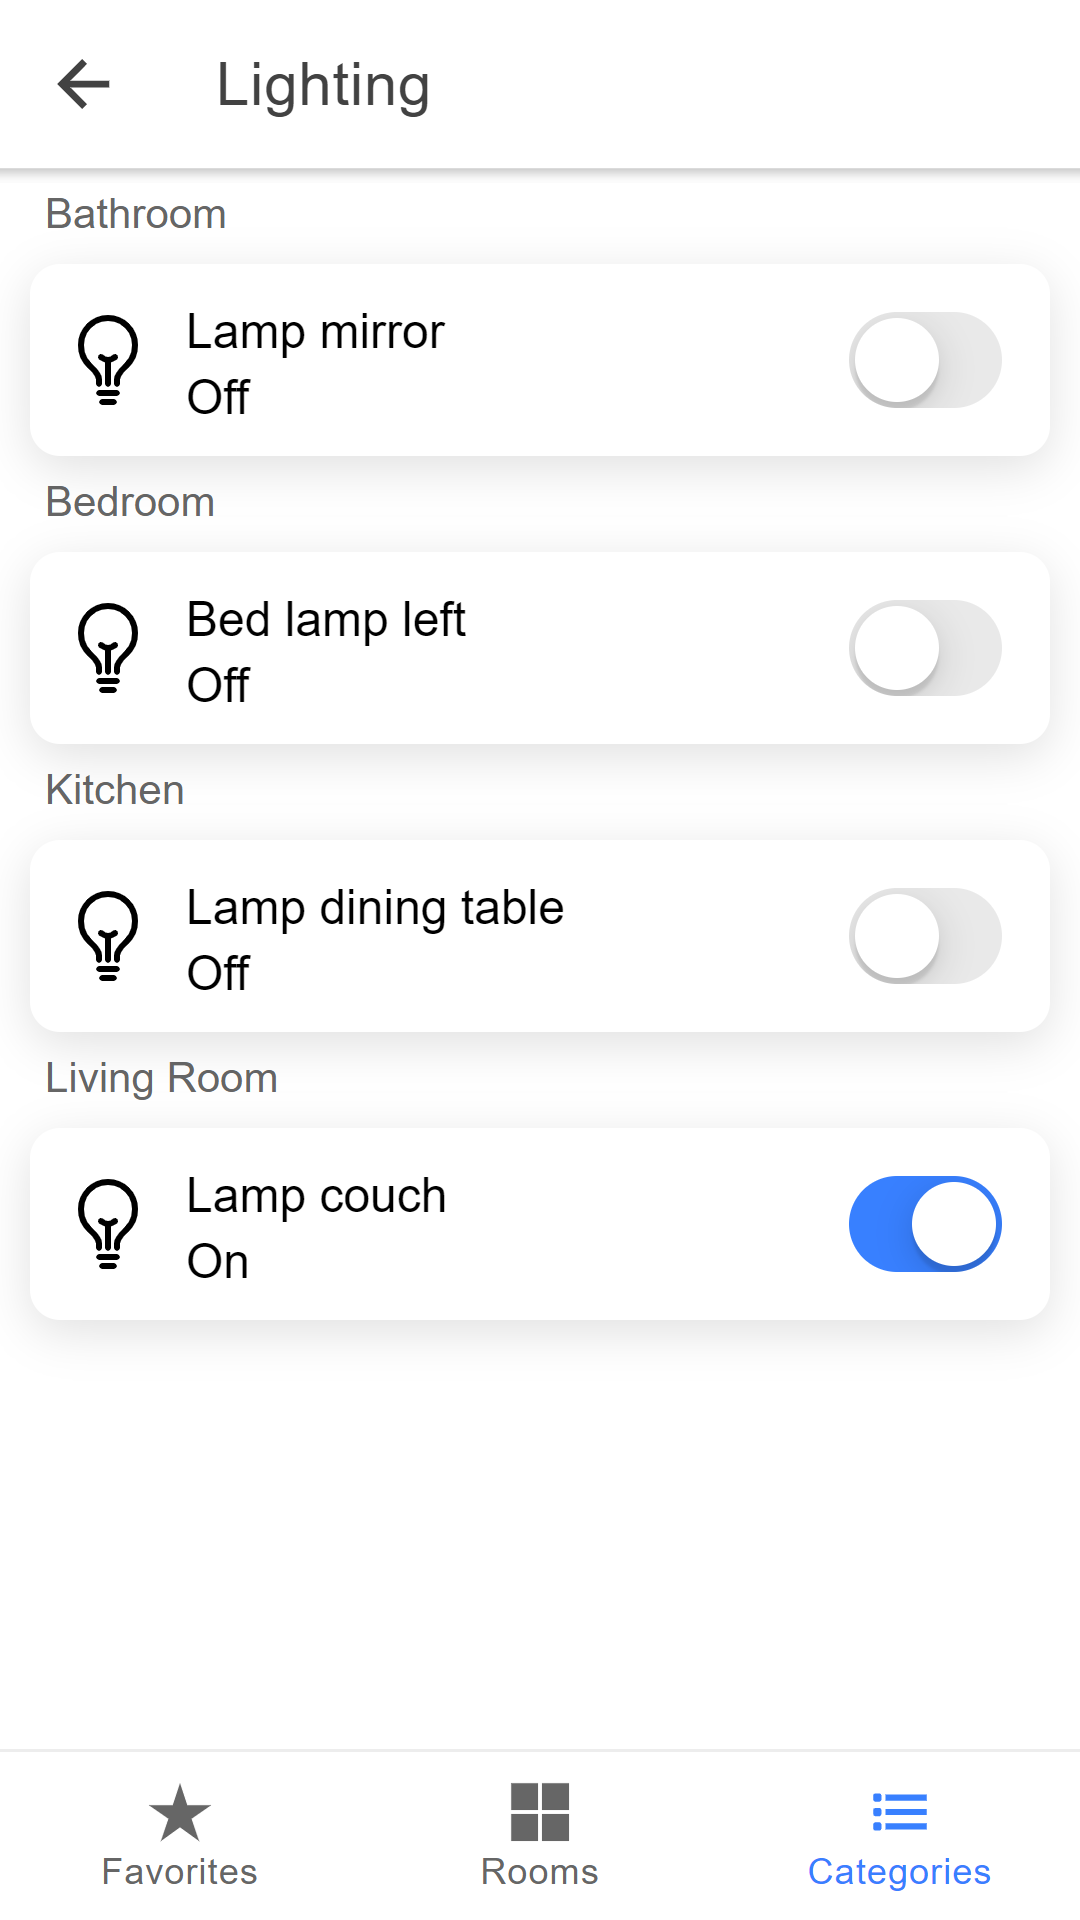 Lighting
Bathroom
Lamp mirror
Off
Bedroom
Bed lamp left
Off
Kitchen
Lamp dining table
Off
Living Room
Lamp couch
On
Favorites
Rooms
Categories